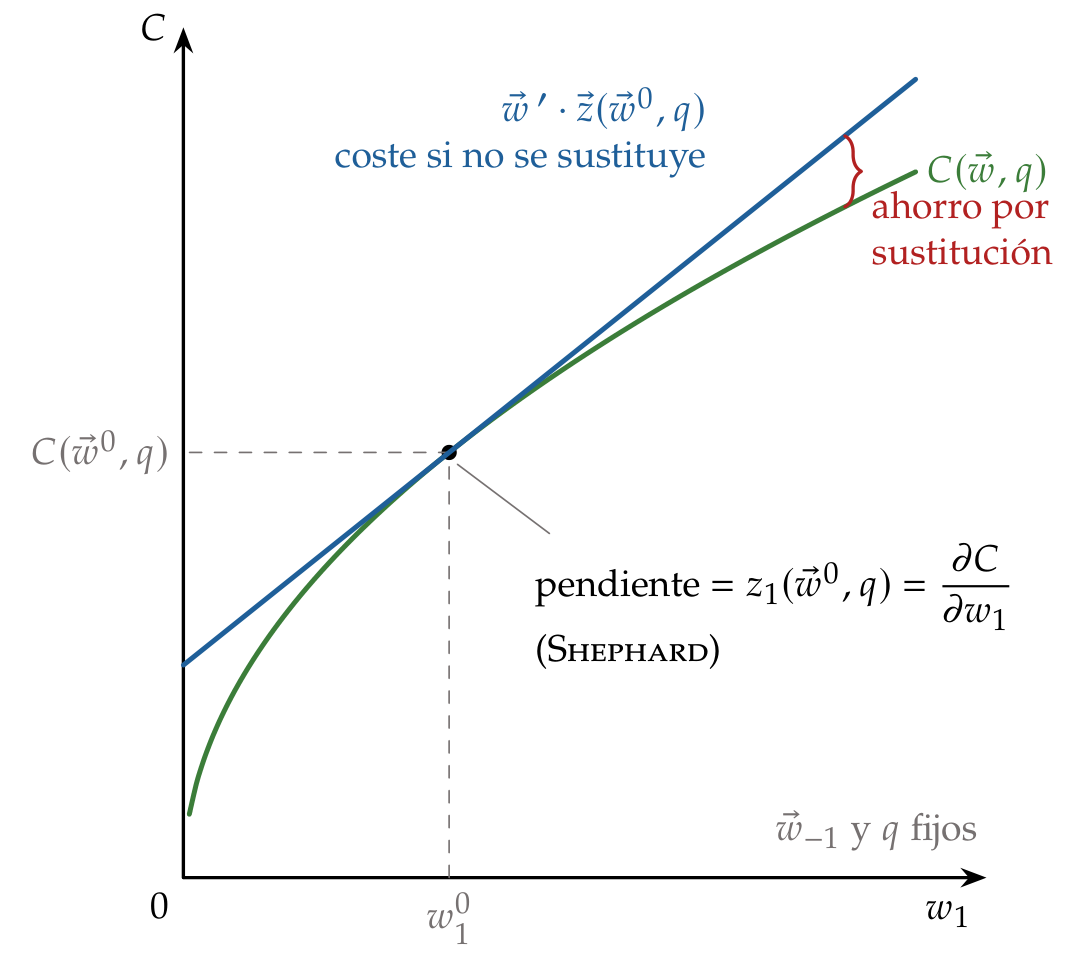 C
w⃗ ′ · z⃗(w⃗⁰, q)
coste si no se sustituye
C(w⃗, q)
ahorro por
sustitución
C(w⃗⁰, q)
pendiente = z₁(w⃗⁰, q) = ∂C/∂w₁
(Shephard)
w⃗₋₁ y q fijos
0
w₁⁰
w₁